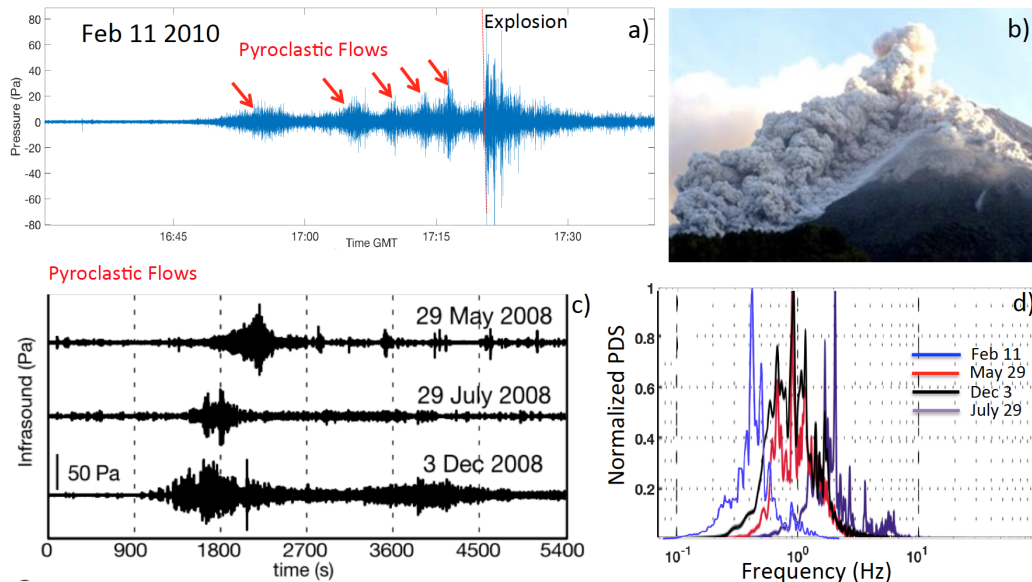 Feb 11 2010
Explosion
a)
Pyroclastic Flows
Pressure (Pa)
80
60
40
20
0
-20
-40
-60
-80
16:45
17:00
17:15
17:30
Time GMT
b)
Pyroclastic Flows
c)
Infrasound (Pa)
29 May 2008
29 July 2008
3 Dec 2008
50 Pa
0
900
1800
2700
3600
4500
5400
time (s)
d)
Normalized PDS
1
0.8
0.6
0.4
0.2
Feb 11
May 29
Dec 3
July 29
10⁻¹
10⁰
10¹
Frequency (Hz)